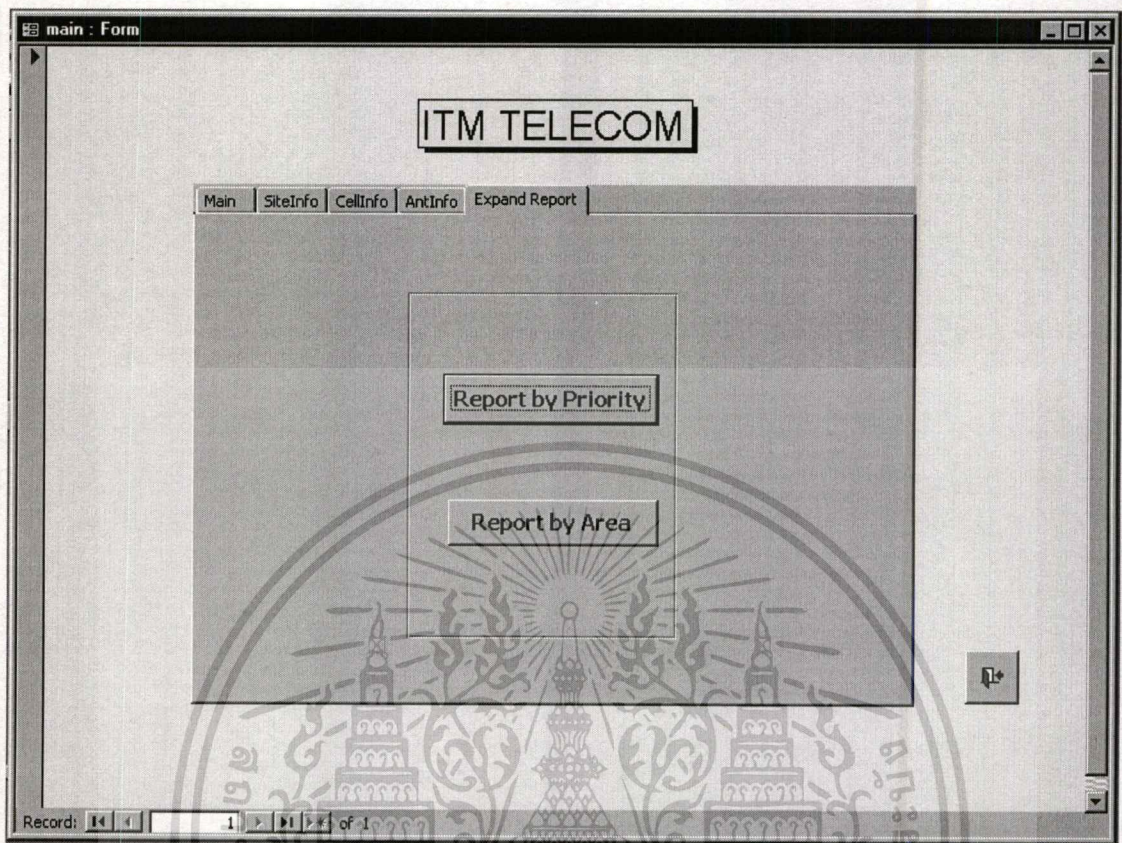 main : Form
ITM TELECOM
Main SiteInfo CellInfo AntInfo Expand Report
Report by Priority
Report by Area
Record: 1 of 1